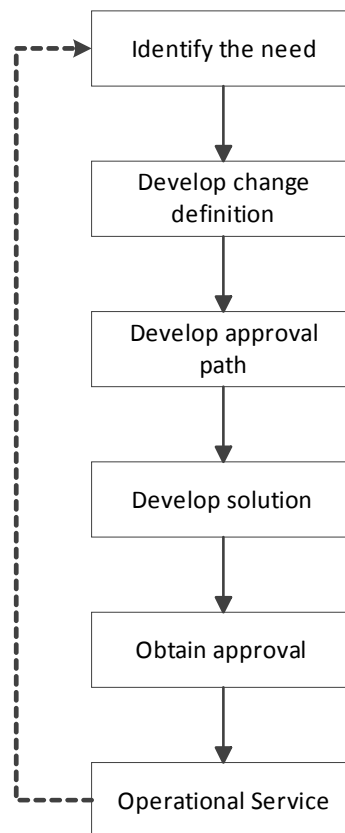 Identify the need
Develop change
definition
Develop approval
path
Develop solution
Obtain approval
Operational Service